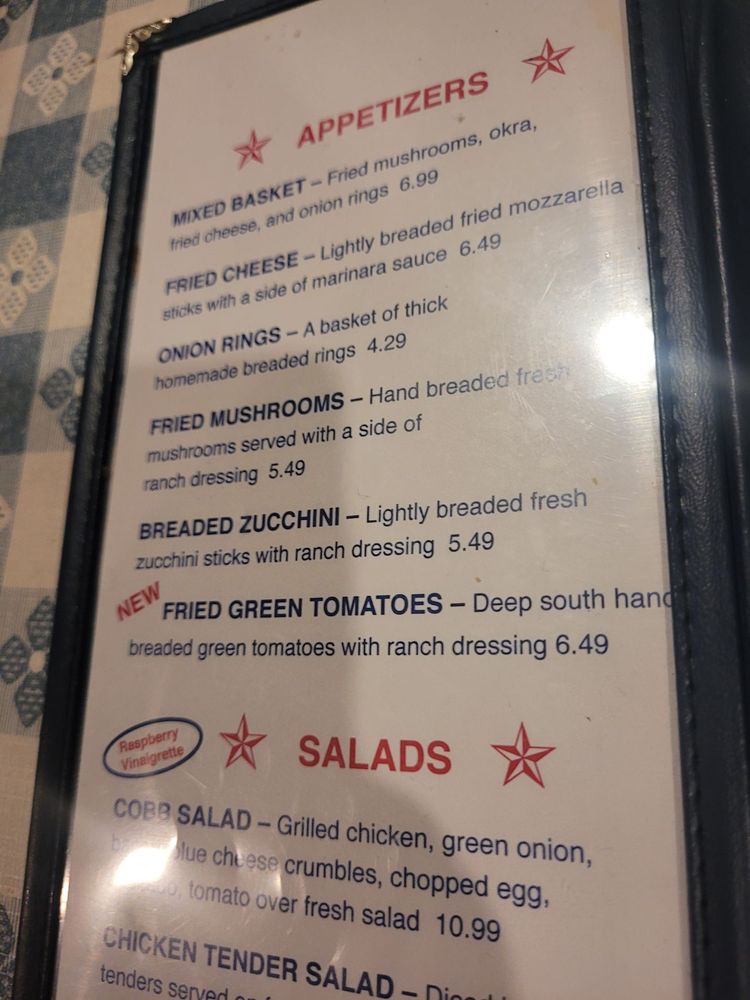 APPETIZERS
MIXED BASKET – Fried mushrooms, okra,
fried cheese, and onion rings 6.99
FRIED CHEESE – Lightly breaded fried mozzarella
sticks with a side of marinara sauce 6.49
ONION RINGS – A basket of thick
homemade breaded rings 4.29
FRIED MUSHROOMS – Hand breaded fresh
mushrooms served with a side of
ranch dressing 5.49
BREADED ZUCCHINI – Lightly breaded fresh
zucchini sticks with ranch dressing 5.49
NEW FRIED GREEN TOMATOES – Deep south hand
breaded green tomatoes with ranch dressing 6.49
Raspberry
Vinaigrette
SALADS
COBB SALAD – Grilled chicken, green onion,
blue cheese crumbles, chopped egg,
tomato over fresh salad 10.99
CHICKEN TENDER SALAD –
tenders served